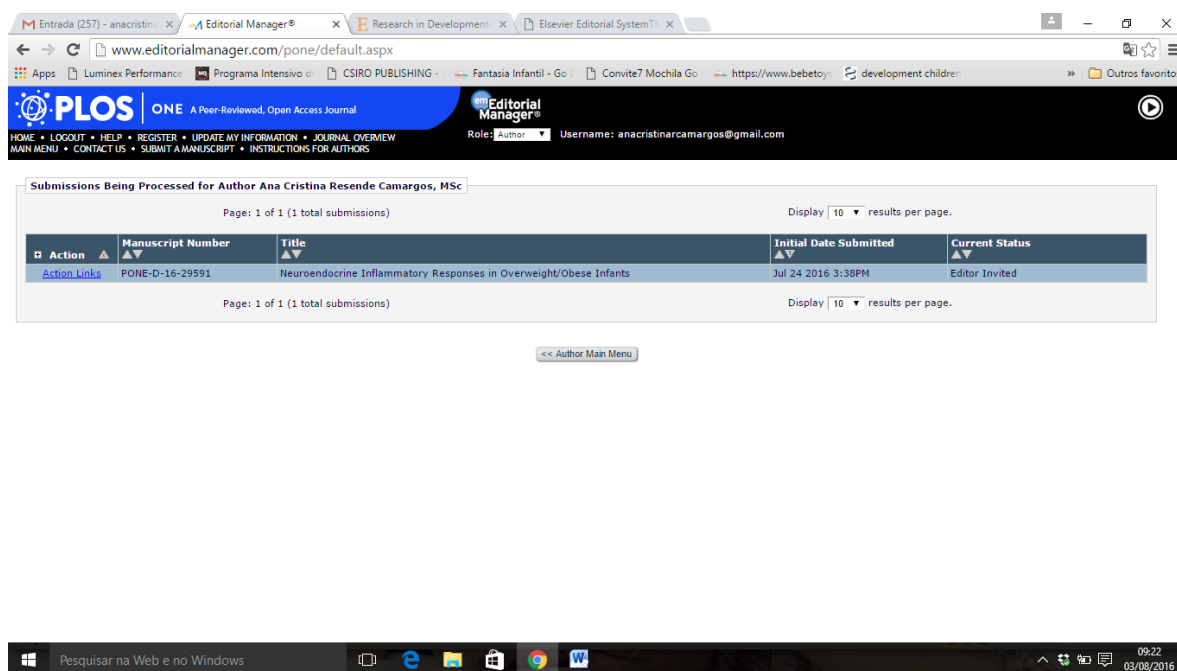 Entrada (257) - anacristina
Editorial Manager®
Research in Development
Elsevier Editorial System
www.editorialmanager.com/pone/default.aspx
Apps
Luminex Performance
Programa Intensivo d
CSIRO PUBLISHING -
Fantasia Infantil - Go
Convite7 Mochila Go
https://www.bebetoys
development children
»
Outros favorito
PLOS ONE A Peer-Reviewed, Open Access Journal
em Editorial
Manager®
HOME • LOGOUT • HELP • REGISTER • UPDATE MY INFORMATION • JOURNAL OVERVIEW
MAIN MENU • CONTACT US • SUBMIT A MANUSCRIPT • INSTRUCTIONS FOR AUTHORS
Role: Author Username: anacristinarcamargos@gmail.com
Submissions Being Processed for Author Ana Cristina Resende Camargos, MSc
Page: 1 of 1 (1 total submissions)
Display 10 results per page.
Action
Manuscript Number
Title
Initial Date Submitted
Current Status
Action Links
PONE-D-16-29591
Neuroendocrine Inflammatory Responses in Overweight/Obese Infants
Jul 24 2016 3:38PM
Editor Invited
Page: 1 of 1 (1 total submissions)
Display 10 results per page.
<< Author Main Menu
Pesquisar na Web e no Windows
09:22
03/08/2016